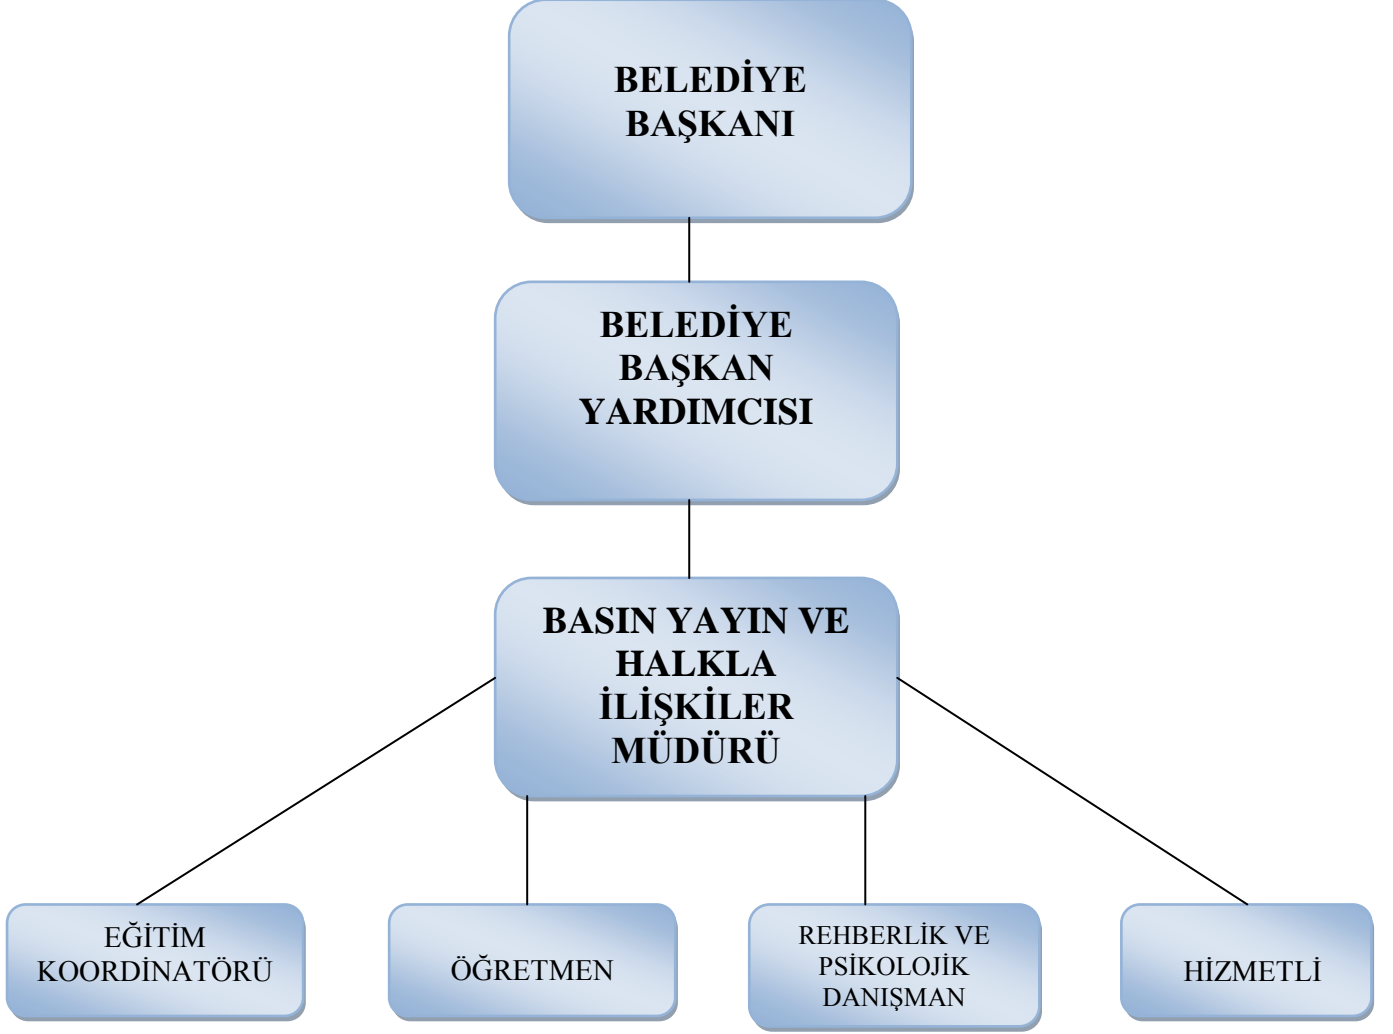 BELEDİYE
BAŞKANI
BELEDİYE
BAŞKAN
YARDIMCISI
BASIN YAYIN VE
HALKLA
İLİŞKİLER
MÜDÜRÜ
EĞİTİM
KOORDİNATÖRÜ
ÖĞRETMEN
REHBERLİK VE
PSİKOLOJİK
DANIŞMAN
HİZMETLİ